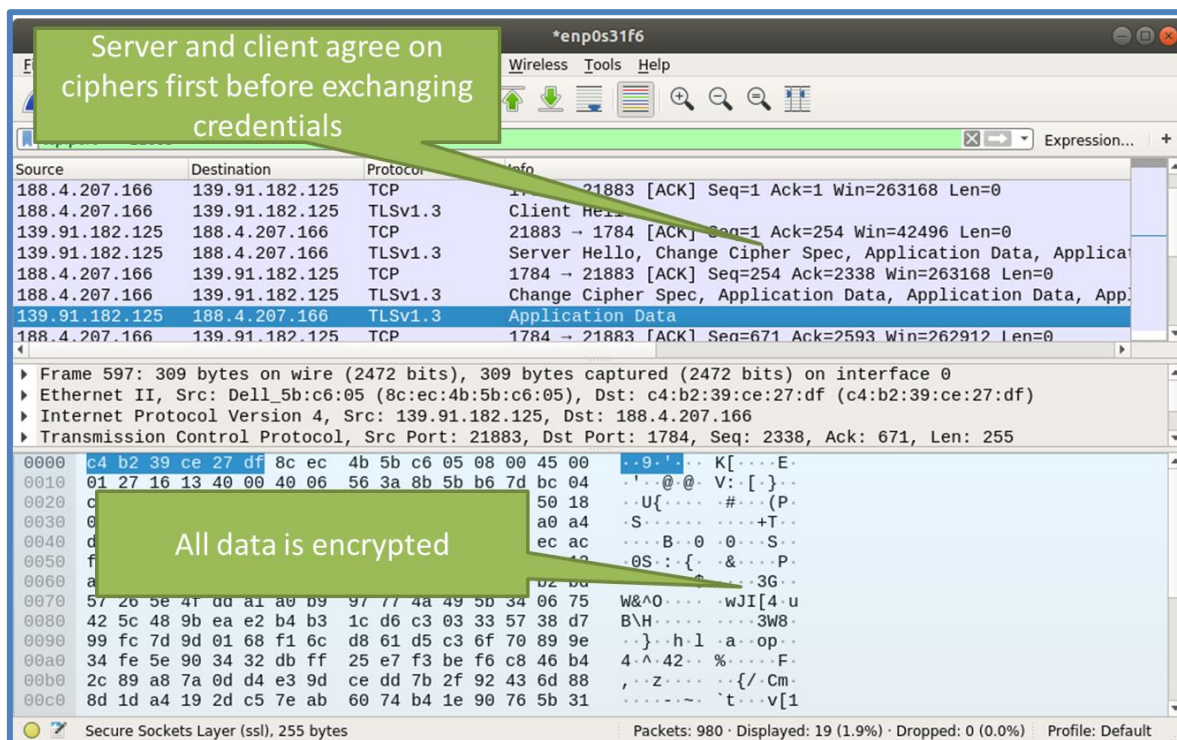 *enp0s31f6
Server and client agree on
ciphers first before exchanging
credentials
Wireless Tools Help
Expression... +
Source Destination Protocol Info
188.4.207.166 139.91.182.125 TCP 21883 [ACK] Seq=1 Ack=1 Win=263168 Len=0
188.4.207.166 139.91.182.125 TLSv1.3 Client Hello
139.91.182.125 188.4.207.166 TCP 21883 → 1784 [ACK] Seq=1 Ack=254 Win=42496 Len=0
139.91.182.125 188.4.207.166 TLSv1.3 Server Hello, Change Cipher Spec, Application Data, Applicat
188.4.207.166 139.91.182.125 TCP 1784 → 21883 [ACK] Seq=254 Ack=2338 Win=263168 Len=0
188.4.207.166 139.91.182.125 TLSv1.3 Change Cipher Spec, Application Data, Application Data, Appl
139.91.182.125 188.4.207.166 TLSv1.3 Application Data
188.4.207.166 139.91.182.125 TCP 1784 → 21883 [ACK] Seq=671 Ack=2593 Win=262912 Len=0
Frame 597: 309 bytes on wire (2472 bits), 309 bytes captured (2472 bits) on interface 0
Ethernet II, Src: Dell_5b:c6:05 (8c:ec:4b:5b:c6:05), Dst: c4:b2:39:ce:27:df (c4:b2:39:ce:27:df)
Internet Protocol Version 4, Src: 139.91.182.125, Dst: 188.4.207.166
Transmission Control Protocol, Src Port: 21883, Dst Port: 1784, Seq: 2338, Ack: 671, Len: 255
0000 c4 b2 39 ce 27 df 8c ec 4b 5b c6 05 08 00 45 00 ··9·'··· K[····E·
0010 01 27 16 13 40 00 40 06 56 3a 8b 5b b6 7d bc 04 ·'··@·@· V:·[·}··
0020 50 18 ··U{···· ·#···(P·
0030 a0 a4 ·S······ ····+T··
0040 ec ac ····B··0 0···S··
0050 ·0S·:·{· ·&····P·
0060 3G··
All data is encrypted
0070 57 26 5e 4f dd a1 a0 b9 97 77 4a 49 5b 34 06 75 W&^O···· ·wJI[4·u
0080 42 5c 48 9b ea e2 b4 b3 1c d6 c3 03 33 57 38 d7 B\H····· ····3W8·
0090 99 fc 7d 9d 01 68 f1 6c d8 61 d5 c3 6f 70 89 9e ··}··h·l ·a··op··
00a0 34 fe 5e 90 34 32 db ff 25 e7 f3 be f6 c8 46 b4 4·^·42·· %·····F·
00b0 2c 89 a8 7a 0d d4 e3 9d ce dd 7b 2f 92 43 6d 88 ,··z···· ··{/·Cm·
00c0 8d 1d a4 19 2d c5 7e ab 60 74 b4 1e 90 76 5b 31 ····-·~· `t···v[1
Secure Sockets Layer (ssl), 255 bytes Packets: 980 · Displayed: 19 (1.9%) · Dropped: 0 (0.0%) Profile: Default